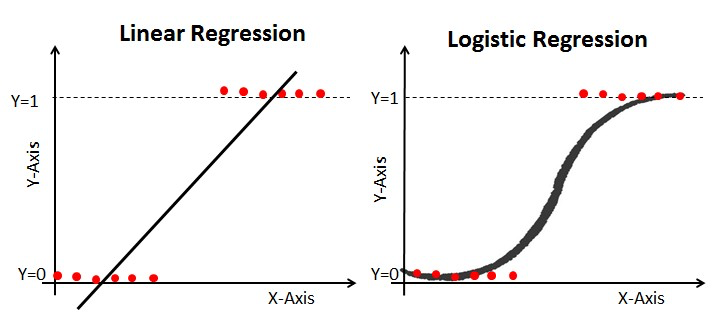 Linear Regression
Y=1
Y-Axis
Y=0
X-Axis
Logistic Regression
Y=1
Y-Axis
Y=0
X-Axis